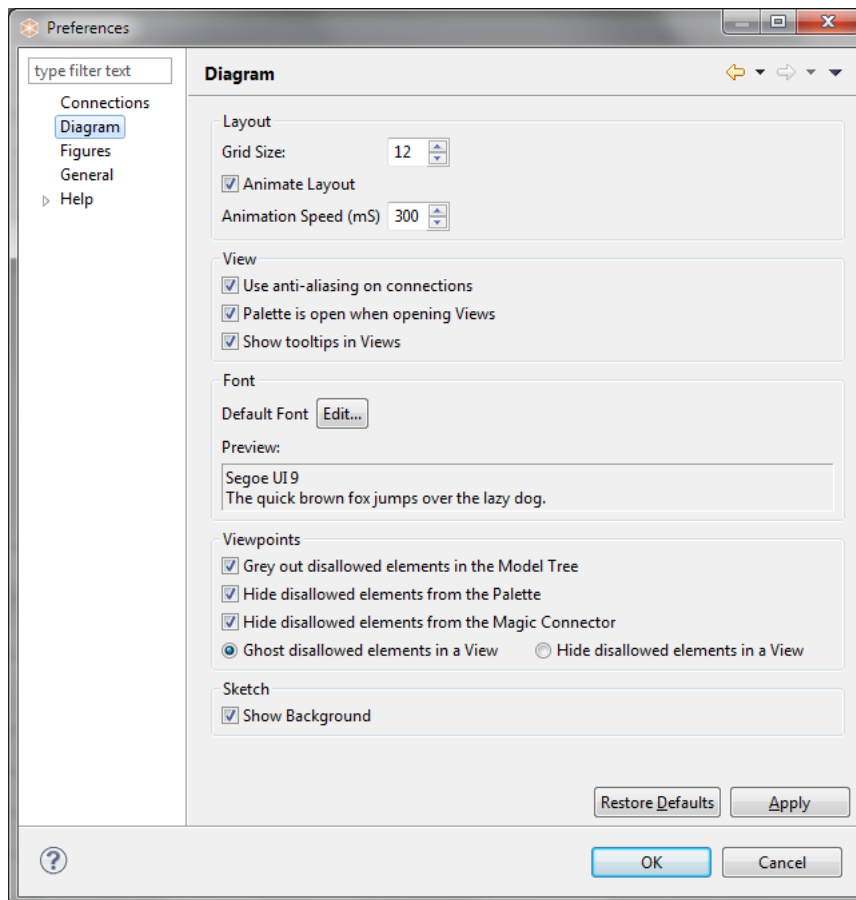 Preferences
type filter text
Connections
Diagram
Figures
General
Help
Diagram
Layout
Grid Size: 12
Animate Layout
Animation Speed (mS) 300
View
Use anti-aliasing on connections
Palette is open when opening Views
Show tooltips in Views
Font
Default Font Edit...
Preview:
Segoe UI 9
The quick brown fox jumps over the lazy dog.
Viewpoints
Grey out disallowed elements in the Model Tree
Hide disallowed elements from the Palette
Hide disallowed elements from the Magic Connector
Ghost disallowed elements in a View Hide disallowed elements in a View
Sketch
Show Background
Restore Defaults Apply
OK Cancel